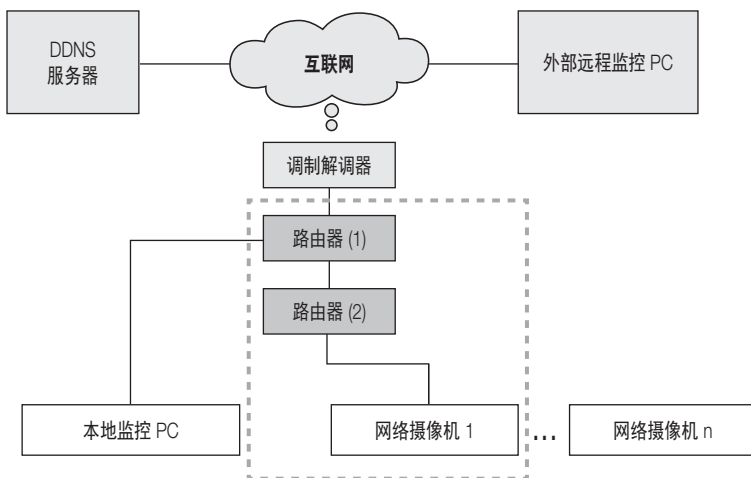 DDNS
服务器
互联网
外部远程监控 PC
调制解调器
路由器 (1)
路由器 (2)
本地监控 PC
网络摄像机 1
...
网络摄像机 n